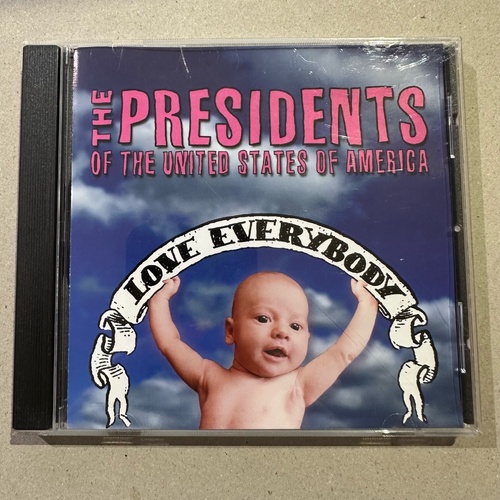 THE PRESIDENTS
OF THE UNITED STATES OF AMERICA
LOVE EVERYBODY